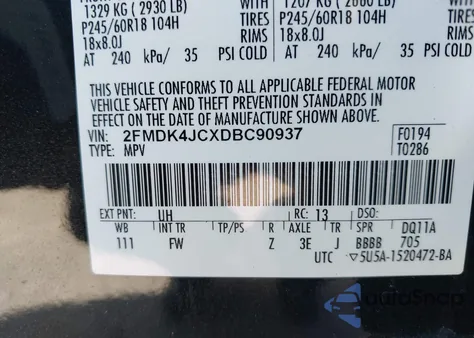 1329 KG ( 2930 LB) WITH 1207 KG ( 2660 LB) WITH
P245/60R18 104H TIRES P245/60R18 104H TIRES
18x8.0J RIMS 18x8.0J RIMS
AT 240 kPa/ 35 PSI COLD AT 240 kPa/ 35 PSI COLD
THIS VEHICLE CONFORMS TO ALL APPLICABLE FEDERAL MOTOR
VEHICLE SAFETY AND THEFT PREVENTION STANDARDS IN EFFECT
ON THE DATE OF MANUFACTURE SHOWN ABOVE.
VIN: 2FMDK4JCXDBC90937 F0194
TYPE: MPV T0286
EXT PNT: UH RC: 13 DSO:
WB INT TR TP/PS R AXLE TR SPR DQ11A
111 FW Z 3E J BBBB 705
UTC ▽5U5A-1520472-BA
AutoSnap